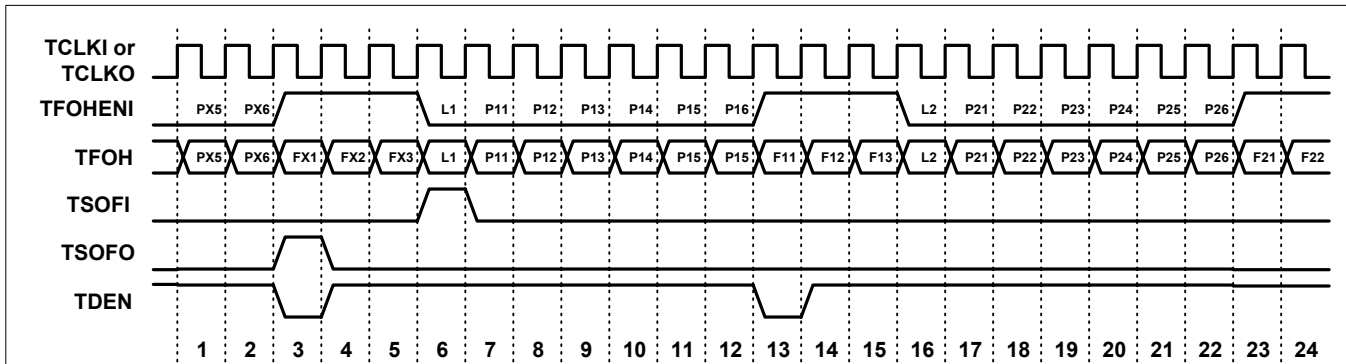 TCLKI or
TCLKO
TFOHENI PX5 PX6 L1 P11 P12 P13 P14 P15 P16 L2 P21 P22 P23 P24 P25 P26
TFOH PX5 PX6 FX1 FX2 FX3 L1 P11 P12 P13 P14 P15 P15 F11 F12 F13 L2 P21 P22 P23 P24 P25 P26 F21 F22
TSOFI
TSOFO
TDEN
1 2 3 4 5 6 7 8 9 10 11 12 13 14 15 16 17 18 19 20 21 22 23 24